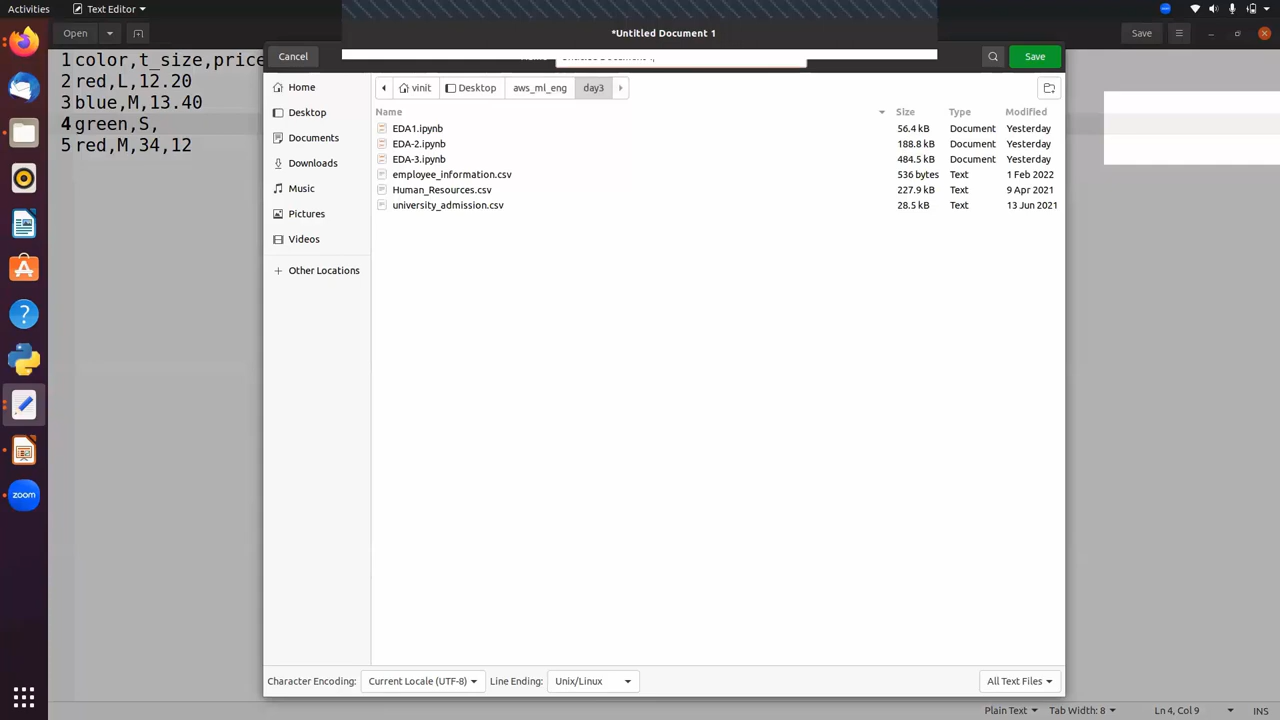 Activities Text Editor
*Untitled Document 1
Open
Save
Cancel
Save
1 color,t_size,price
2 red,L,12.20
3 blue,M,13.40
4 green,S,
5 red,M,34,12
Home
Desktop
Documents
Downloads
Music
Pictures
Videos
+ Other Locations
vinit Desktop aws_ml_eng day3
Name Size Type Modified
EDA1.ipynb 56.4 kB Document Yesterday
EDA-2.ipynb 188.8 kB Document Yesterday
EDA-3.ipynb 484.5 kB Document Yesterday
employee_information.csv 536 bytes Text 1 Feb 2022
Human_Resources.csv 227.9 kB Text 9 Apr 2021
university_admission.csv 28.5 kB Text 13 Jun 2021
zoom
Character Encoding: Current Locale (UTF-8) Line Ending: Unix/Linux All Text Files
Plain Text Tab Width: 8 Ln 4, Col 9 INS